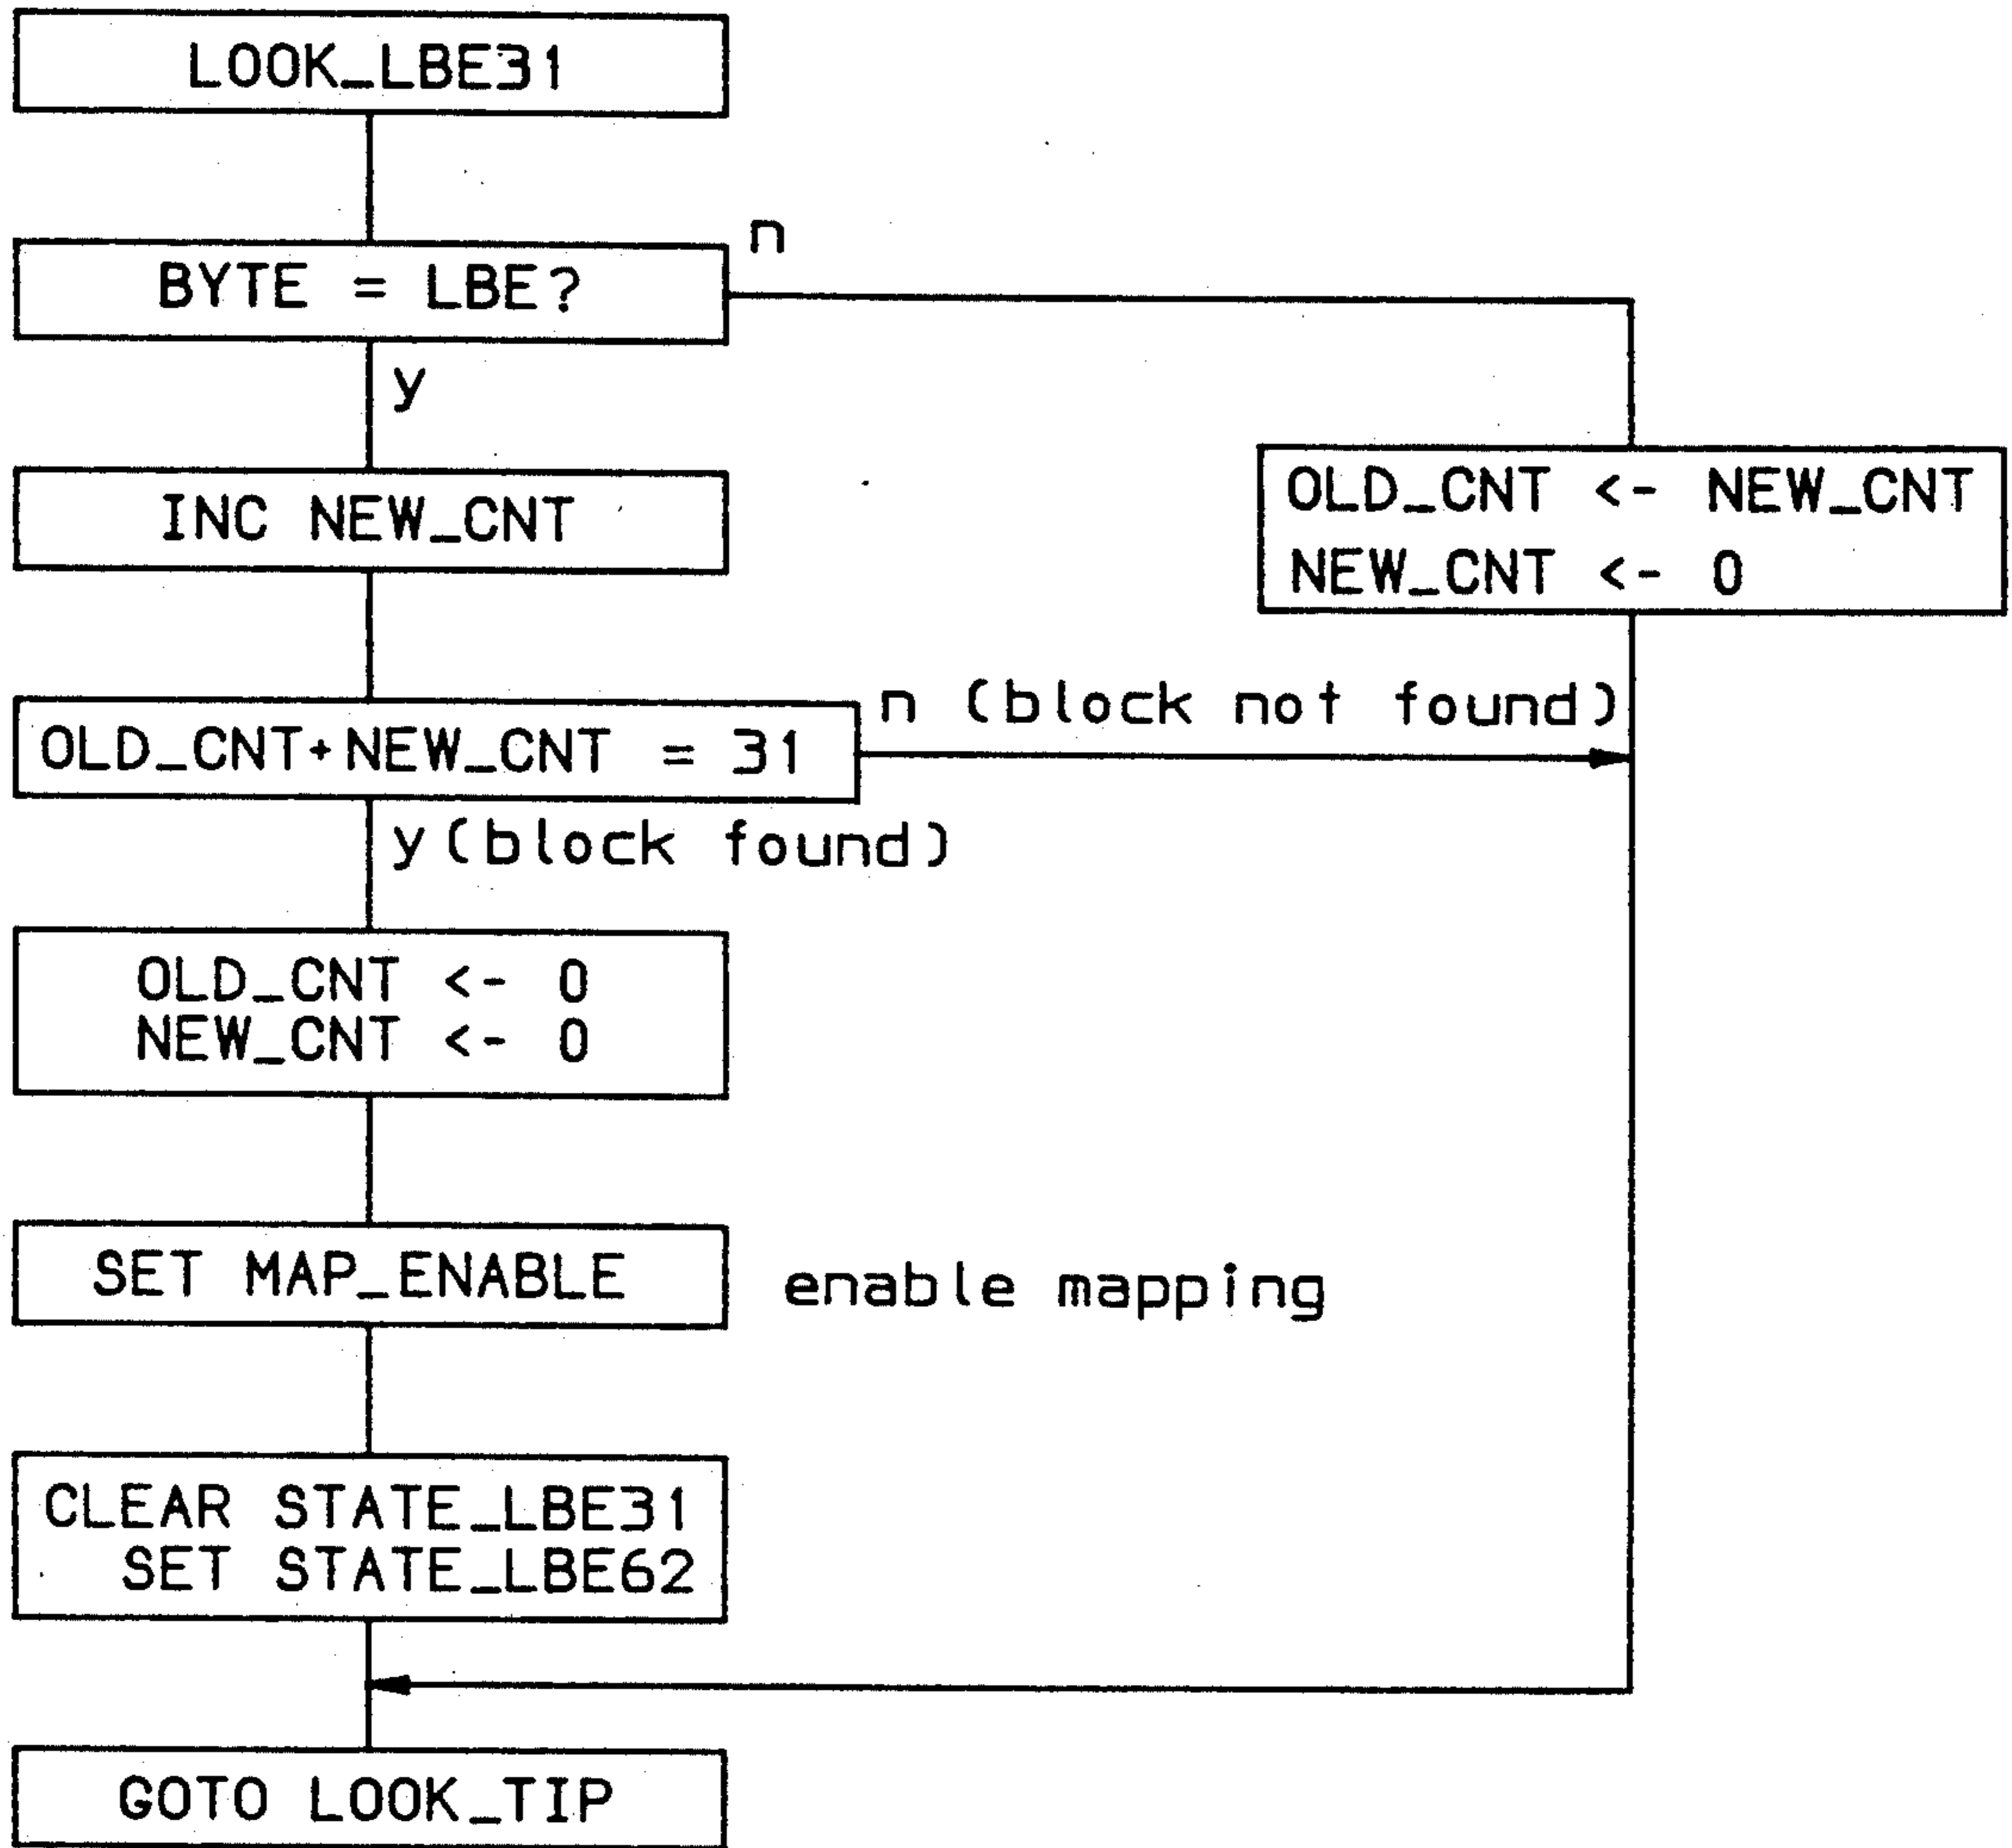 LOOK_LBE31
n
BYTE = LBE?
y
INC NEW_CNT
OLD_CNT <- NEW_CNT
NEW_CNT <- 0
n (block not found)
OLD_CNT+NEW_CNT = 31
y(block found)
OLD_CNT <- 0
NEW_CNT <- 0
SET MAP_ENABLE
enable mapping
CLEAR STATE_LBE31
SET STATE_LBE62
GOTO LOOK_TIP